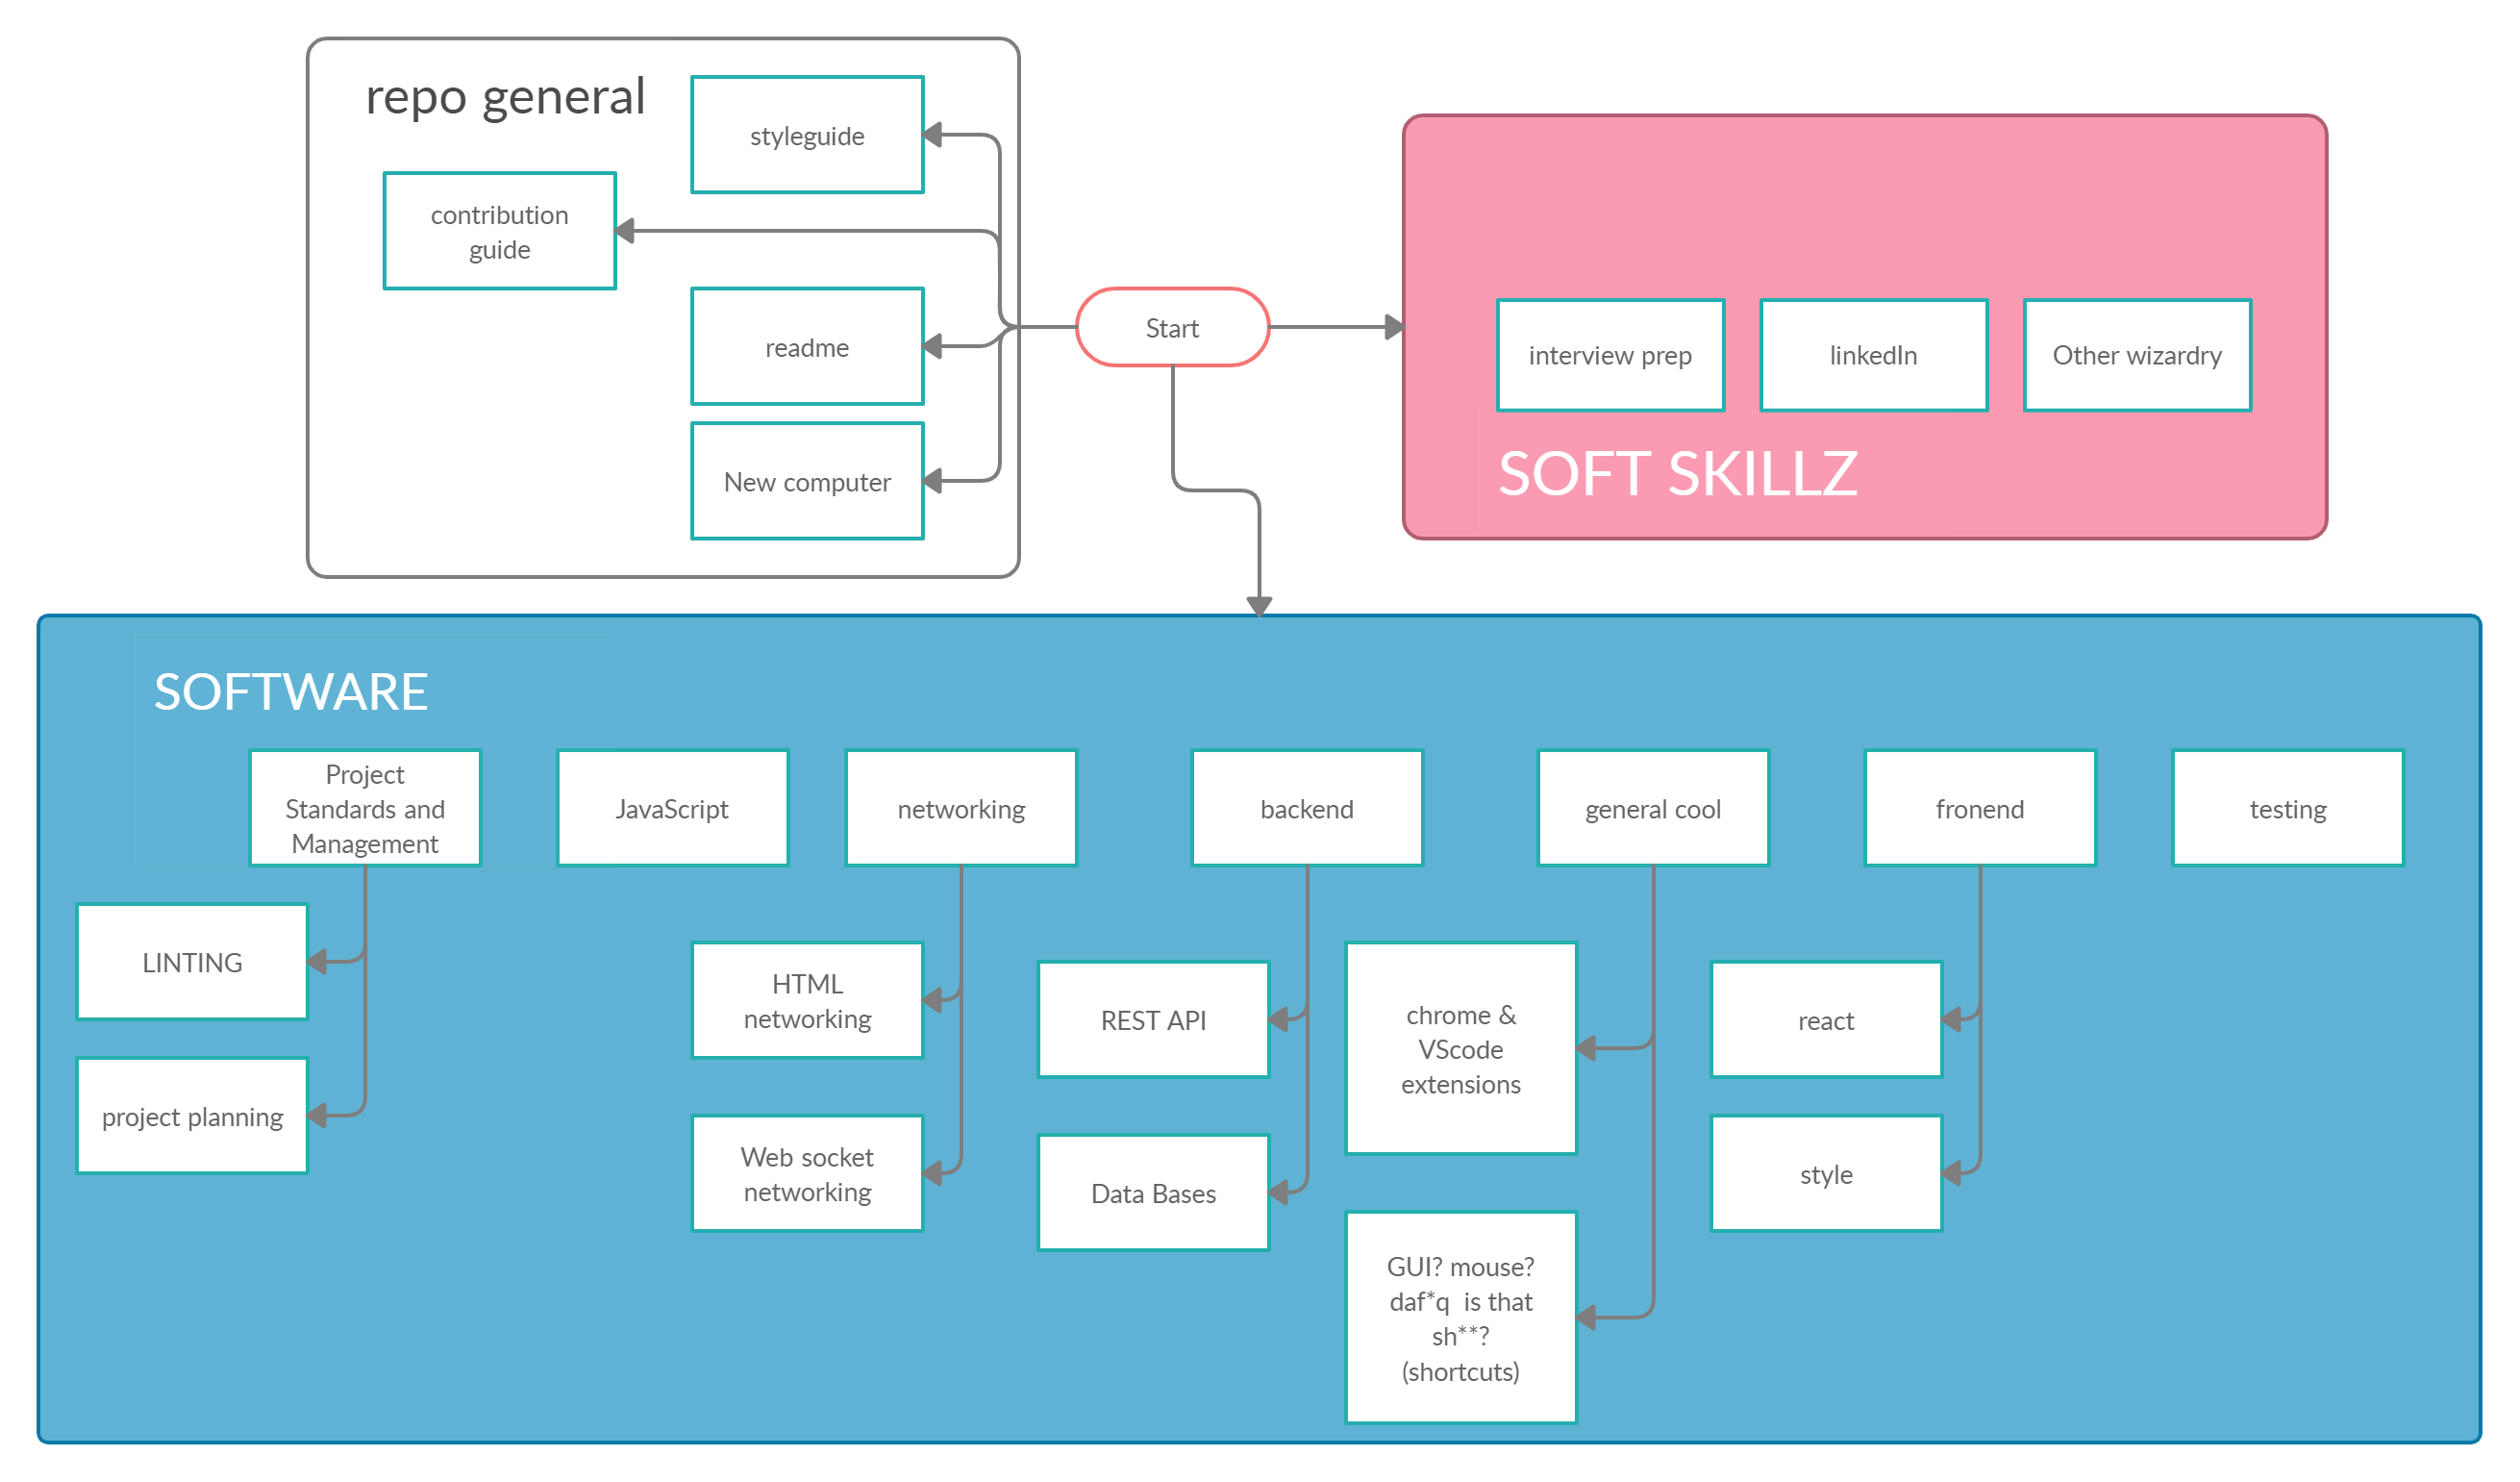 repo general
styleguide
contribution
guide
readme
New computer
Start
interview prep
linkedIn
Other wizardry
SOFT SKILLZ
SOFTWARE
Project
Standards and
Management
JavaScript
networking
backend
general cool
fronend
testing
LINTING
project planning
HTML
networking
Web socket
networking
REST API
Data Bases
chrome &
VScode
extensions
GUI? mouse?
daf*q  is that
sh**?
(shortcuts)
react
style